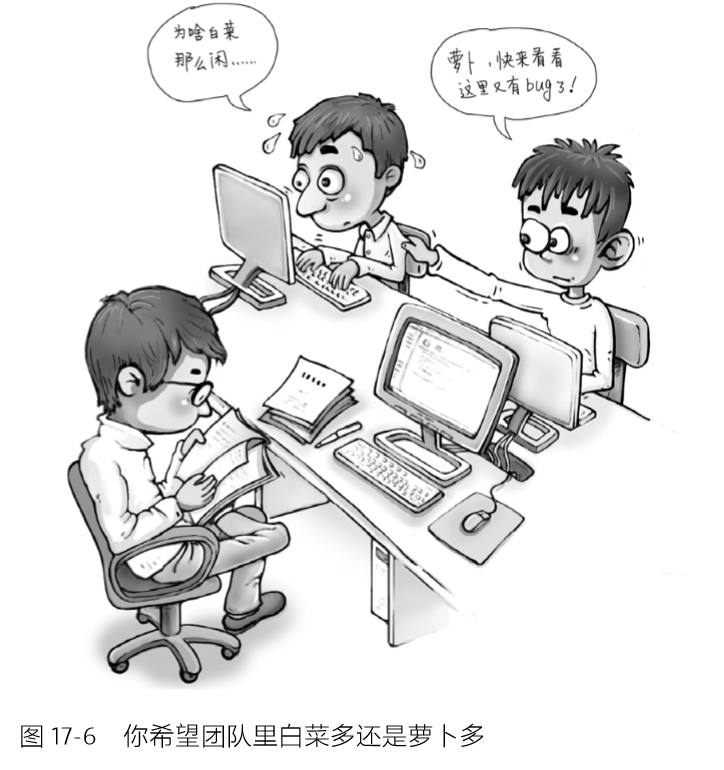 为啥白菜
那么闲……
萝卜，快来看看
这里又有bug了！
图 17-6 你希望团队里白菜多还是萝卜多